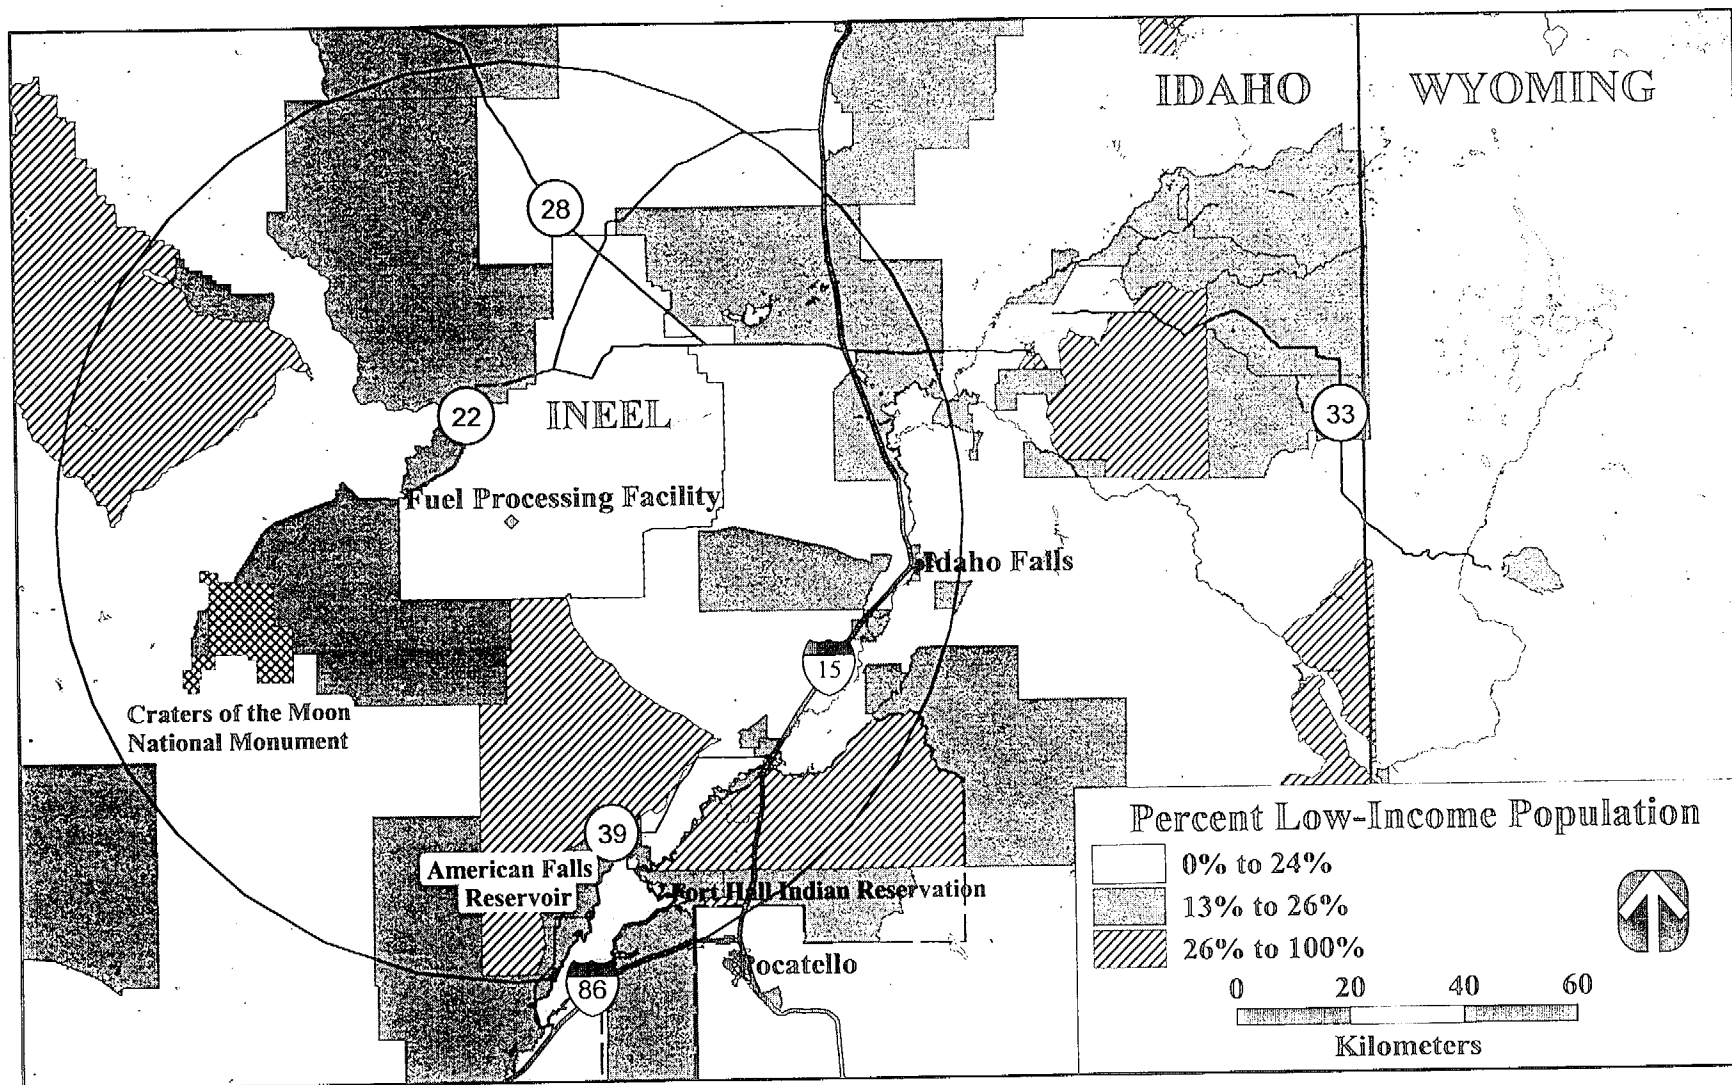 IDAHO
WYOMING
28
22
INEEL
33
Fuel Processing Facility
Idaho Falls
15
Craters of the Moon
National Monument
39
American Falls
Reservoir
Fort Hall Indian Reservation
Pocatello
86
Percent Low-Income Population
0% to 24%
13% to 26%
26% to 100%
0 20 40 60
Kilometers